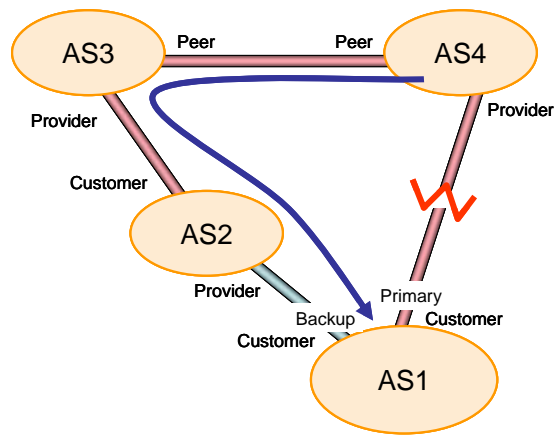 Peer Peer
AS3 AS4
Provider Provider
Customer
AS2
Provider Primary
Backup Customer
Customer
AS1